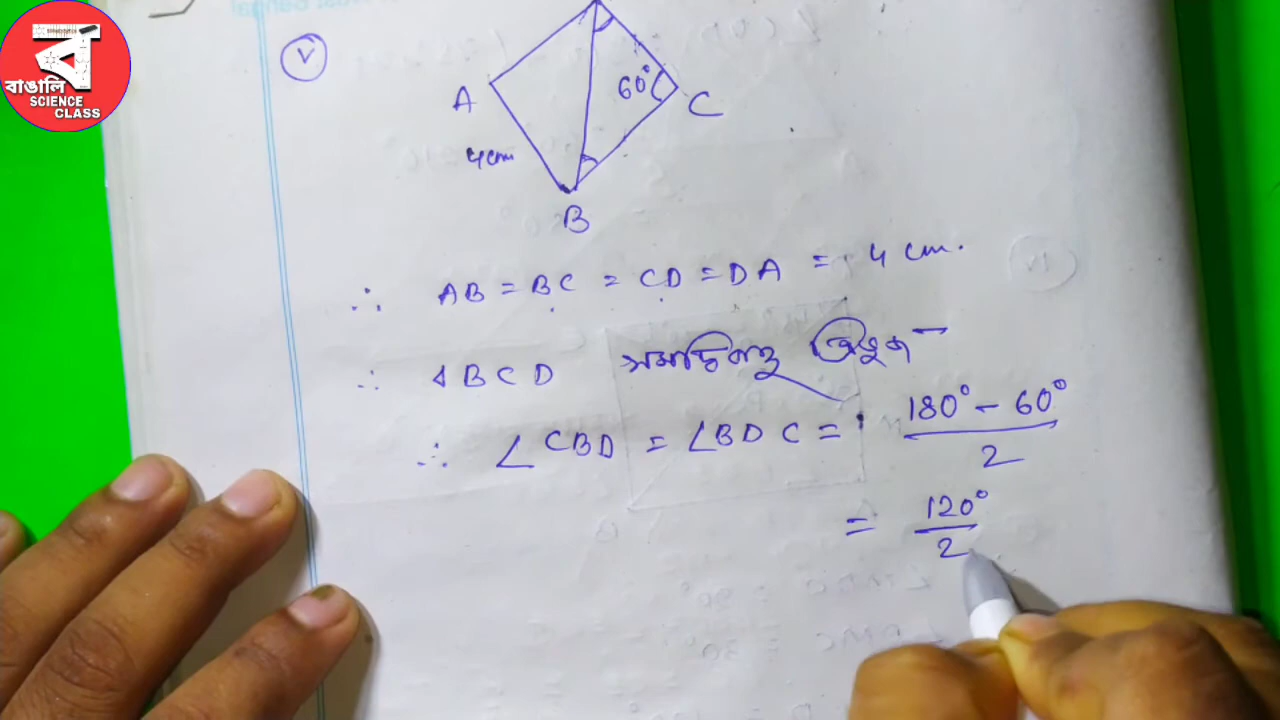 ব
বাঙালি
SCIENCE
CLASS
V
A
60°
C
4cm
B
∴ AB = BC = CD = DA = 4 cm.
∴ ΔBCD সমদ্বিবাহু ত্রিভুজ
∴ ∠CBD = ∠BDC = (180° - 60°)/2
= 120°/2